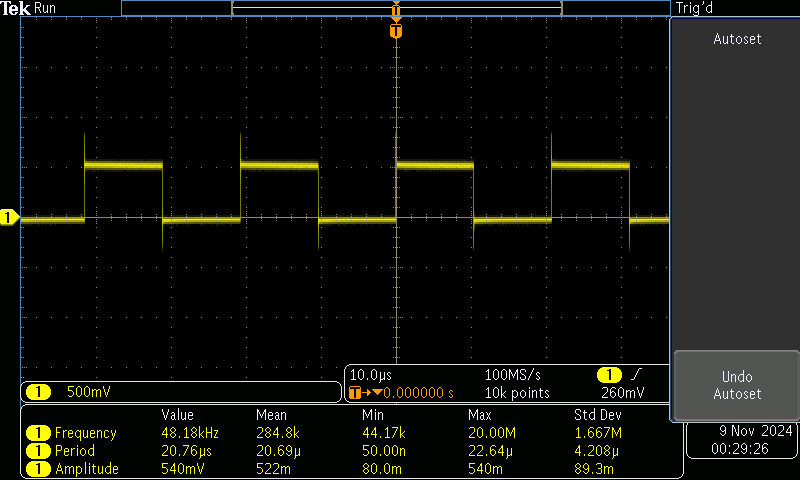 Tek Run Trig'd
T
T
Autoset
1
10.0µs 100MS/s 1
1 500mV T→▼0.000000 s 10k points 260mV
Undo
Autoset
Value Mean Min Max Std Dev
1 Frequency 48.18kHz 284.8k 44.17k 20.00M 1.667M
1 Period 20.76µs 20.69µ 50.00n 22.64µ 4.208µ
1 Amplitude 540mV 522m 80.0m 540m 89.3m
9 Nov 2024
00:29:26